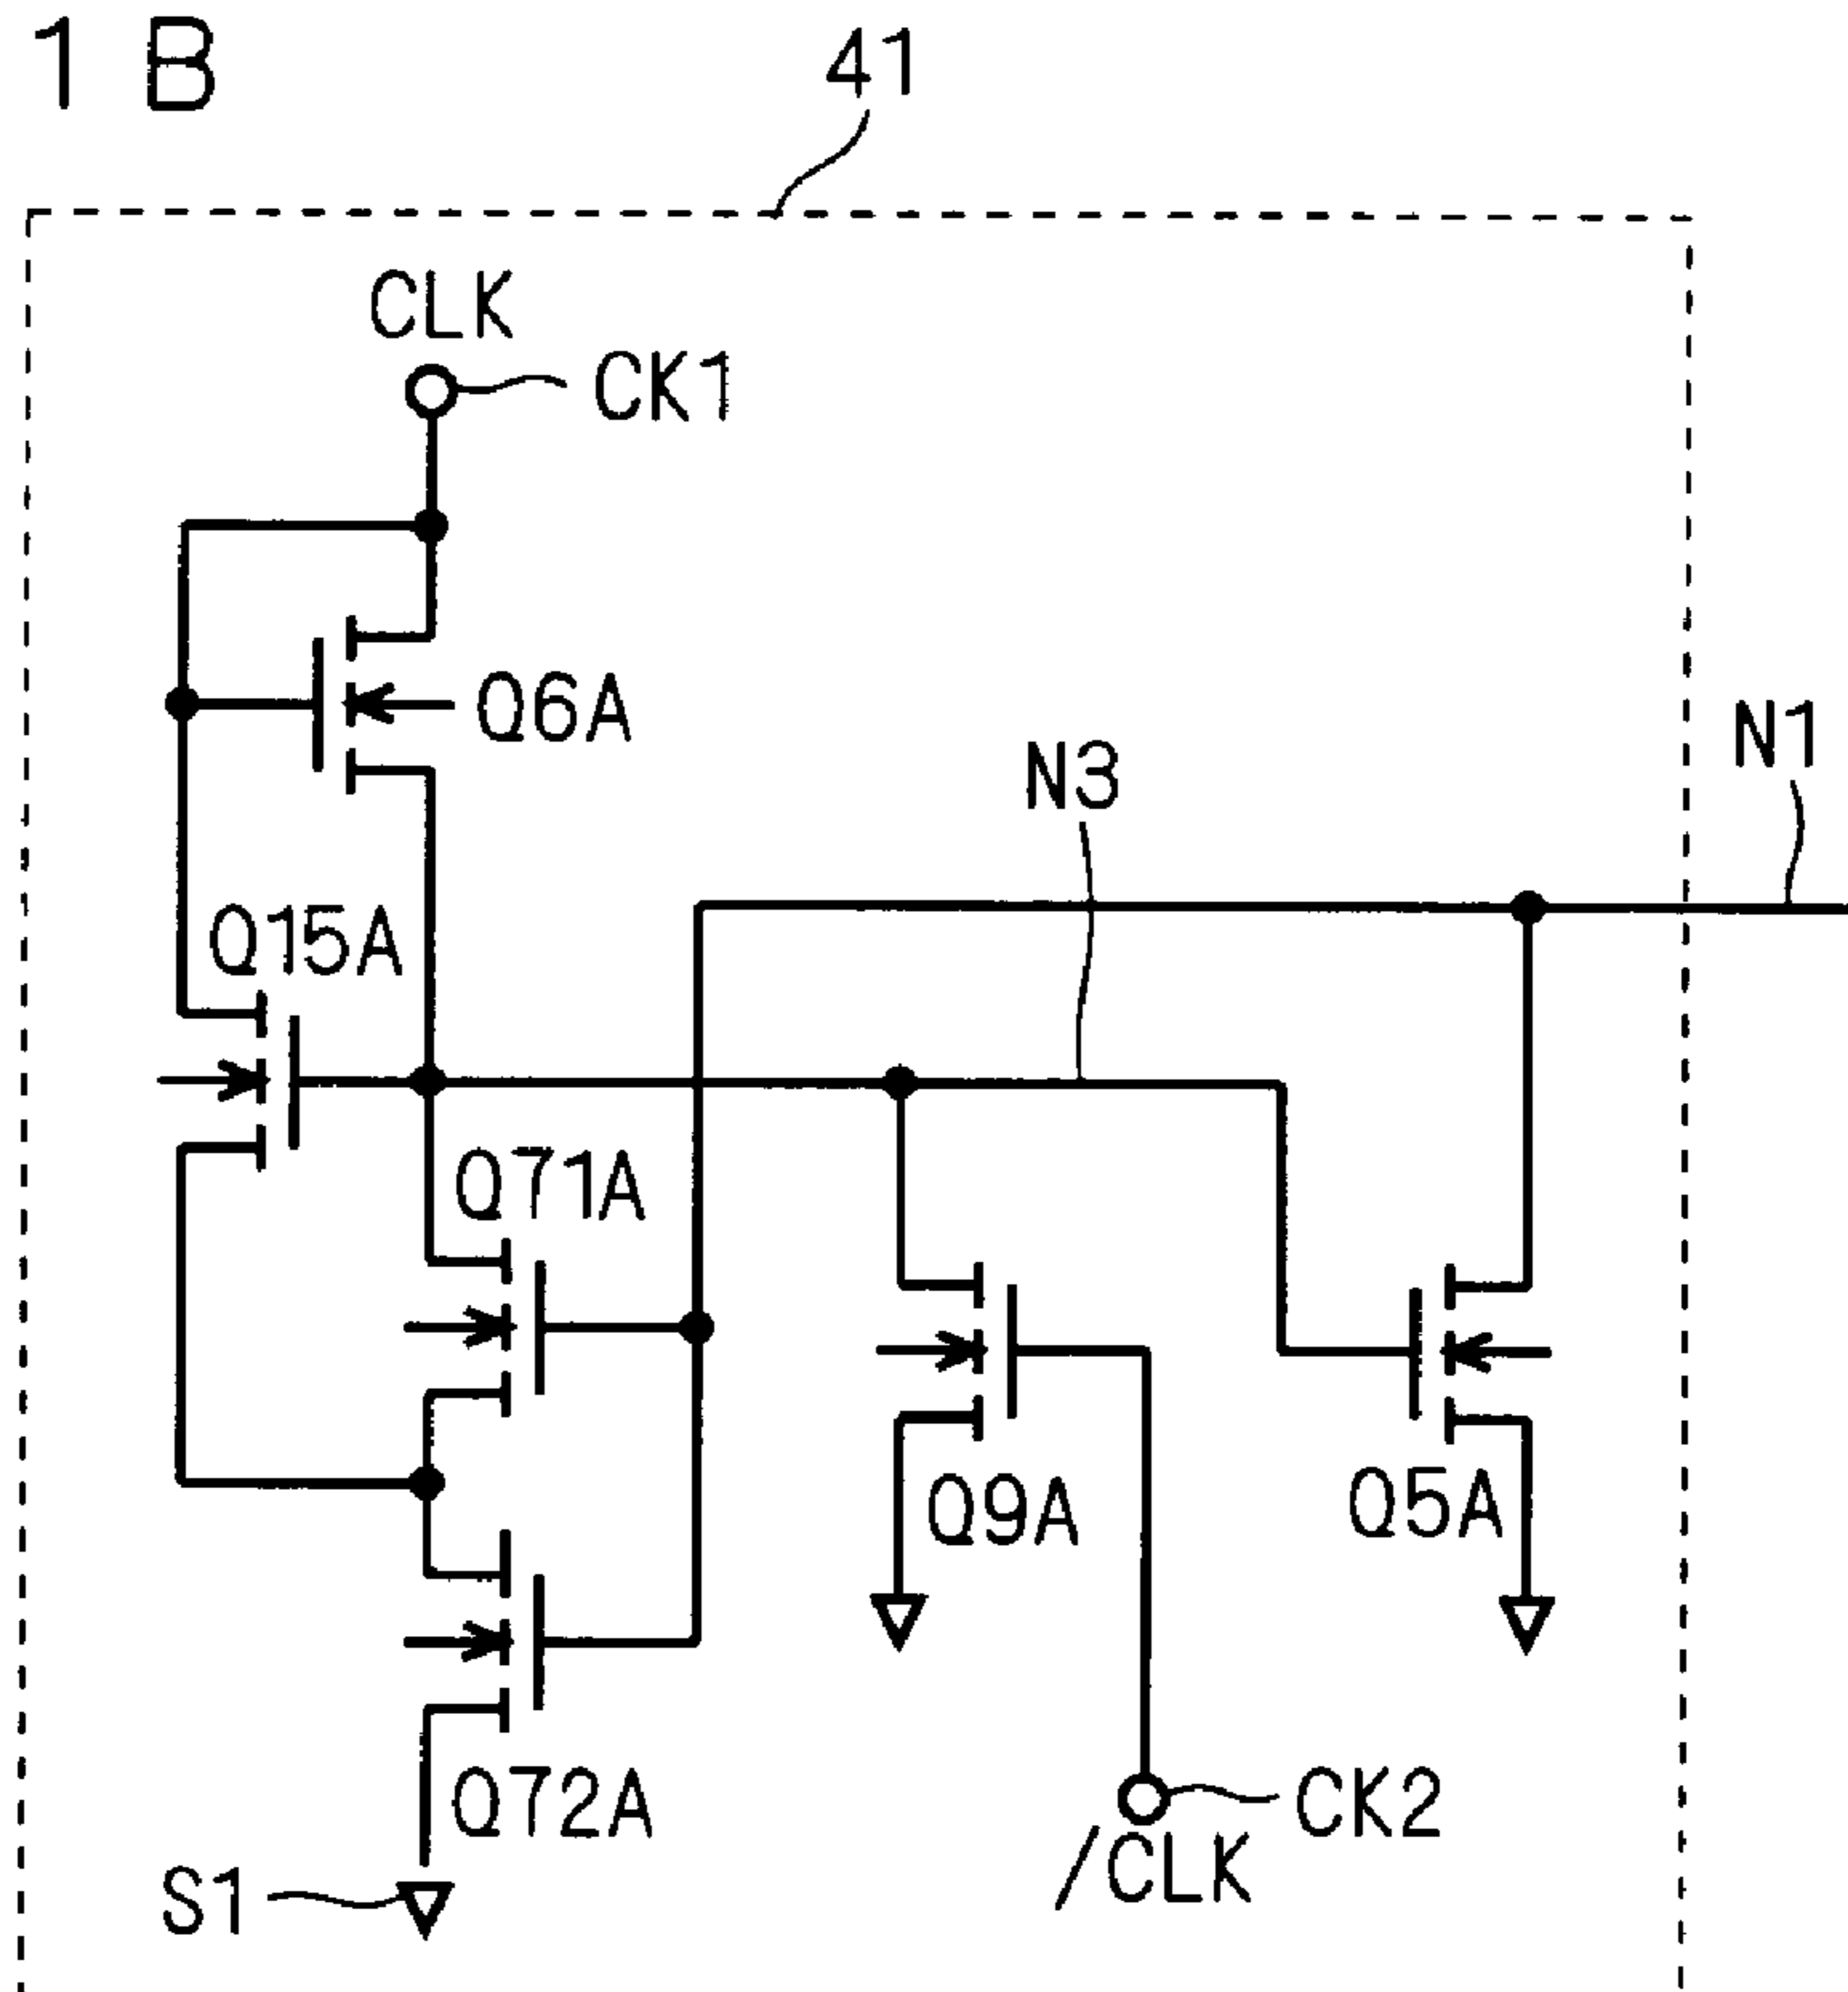 1 B
41
CLK
CK1
Q6A
N1
N3
Q15A
Q71A
Q9A
Q5A
Q72A
CK2
/CLK
S1